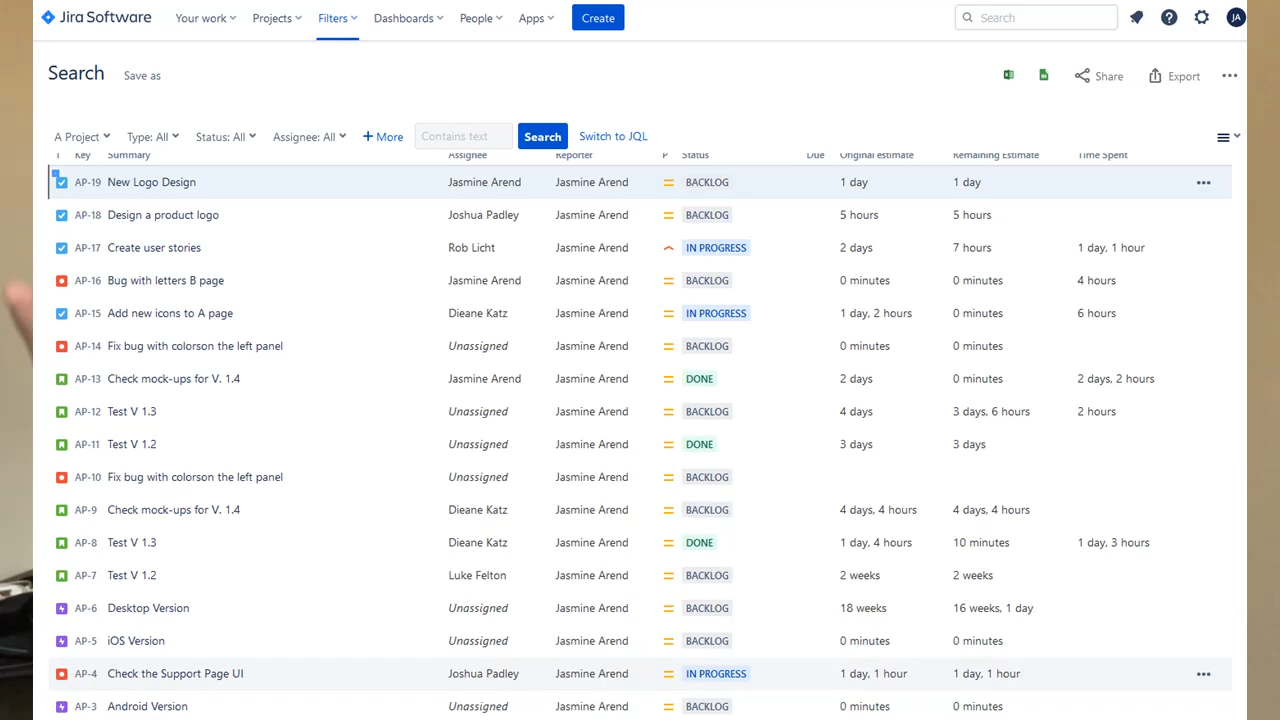 Jira Software Your work Projects Filters Dashboards People Apps Create Search JA
Search Save as Share Export
A Project Type: All Status: All Assignee: All + More Contains text Search Switch to JQL
T Key Summary Assignee Reporter P Status Due Original estimate Remaining Estimate Time Spent
AP-19 New Logo Design Jasmine Arend Jasmine Arend BACKLOG 1 day 1 day
AP-18 Design a product logo Joshua Padley Jasmine Arend BACKLOG 5 hours 5 hours
AP-17 Create user stories Rob Licht Jasmine Arend IN PROGRESS 2 days 7 hours 1 day, 1 hour
AP-16 Bug with letters B page Jasmine Arend Jasmine Arend BACKLOG 0 minutes 0 minutes 4 hours
AP-15 Add new icons to A page Dieane Katz Jasmine Arend IN PROGRESS 1 day, 2 hours 0 minutes 6 hours
AP-14 Fix bug with colorson the left panel Unassigned Jasmine Arend BACKLOG 0 minutes 0 minutes
AP-13 Check mock-ups for V. 1.4 Jasmine Arend Jasmine Arend DONE 2 days 0 minutes 2 days, 2 hours
AP-12 Test V 1.3 Unassigned Jasmine Arend BACKLOG 4 days 3 days, 6 hours 2 hours
AP-11 Test V 1.2 Unassigned Jasmine Arend DONE 3 days 3 days
AP-10 Fix bug with colorson the left panel Unassigned Jasmine Arend BACKLOG
AP-9 Check mock-ups for V. 1.4 Dieane Katz Jasmine Arend BACKLOG 4 days, 4 hours 4 days, 4 hours
AP-8 Test V 1.3 Dieane Katz Jasmine Arend DONE 1 day, 4 hours 10 minutes 1 day, 3 hours
AP-7 Test V 1.2 Luke Felton Jasmine Arend BACKLOG 2 weeks 2 weeks
AP-6 Desktop Version Unassigned Jasmine Arend BACKLOG 18 weeks 16 weeks, 1 day
AP-5 iOS Version Unassigned Jasmine Arend BACKLOG 0 minutes 0 minutes
AP-4 Check the Support Page UI Joshua Padley Jasmine Arend IN PROGRESS 1 day, 1 hour 1 day, 1 hour
AP-3 Android Version Unassigned Jasmine Arend BACKLOG 0 minutes 0 minutes